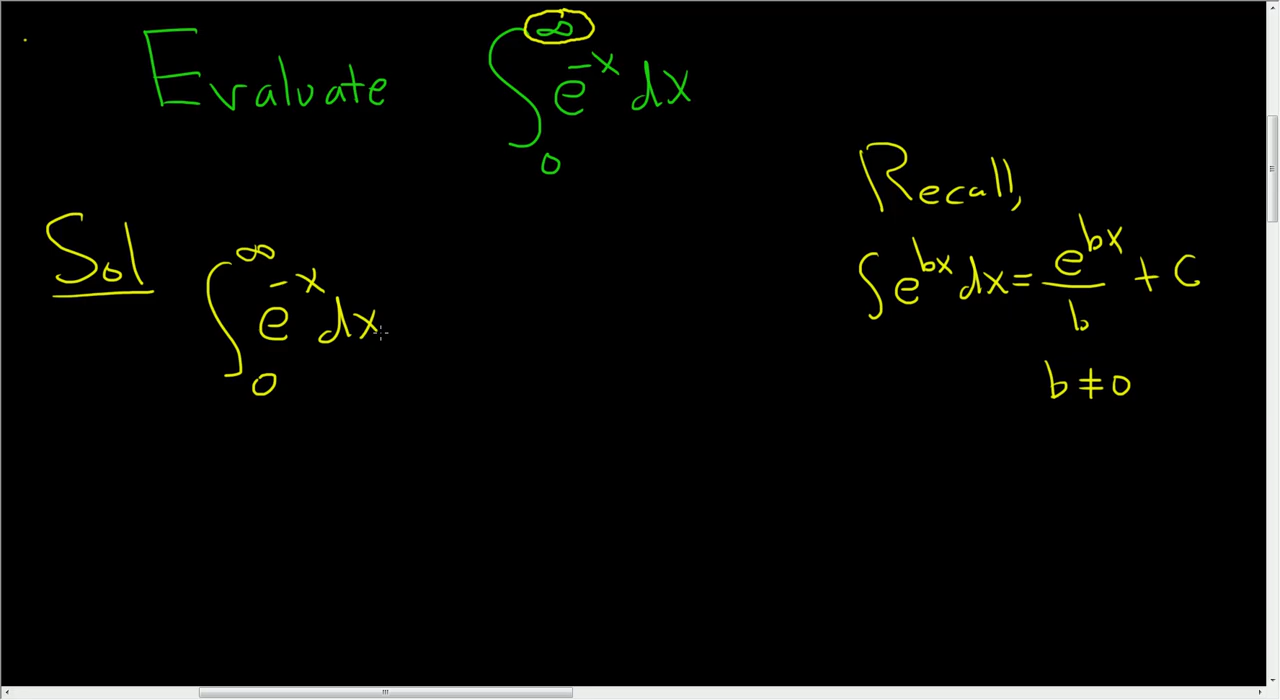 Evaluate ∫₀^∞ e^{-x} dx
Recall,
Sol ∫₀^∞ e^{-x} dx
∫ e^{bx} dx = e^{bx}/b + C
b ≠ 0